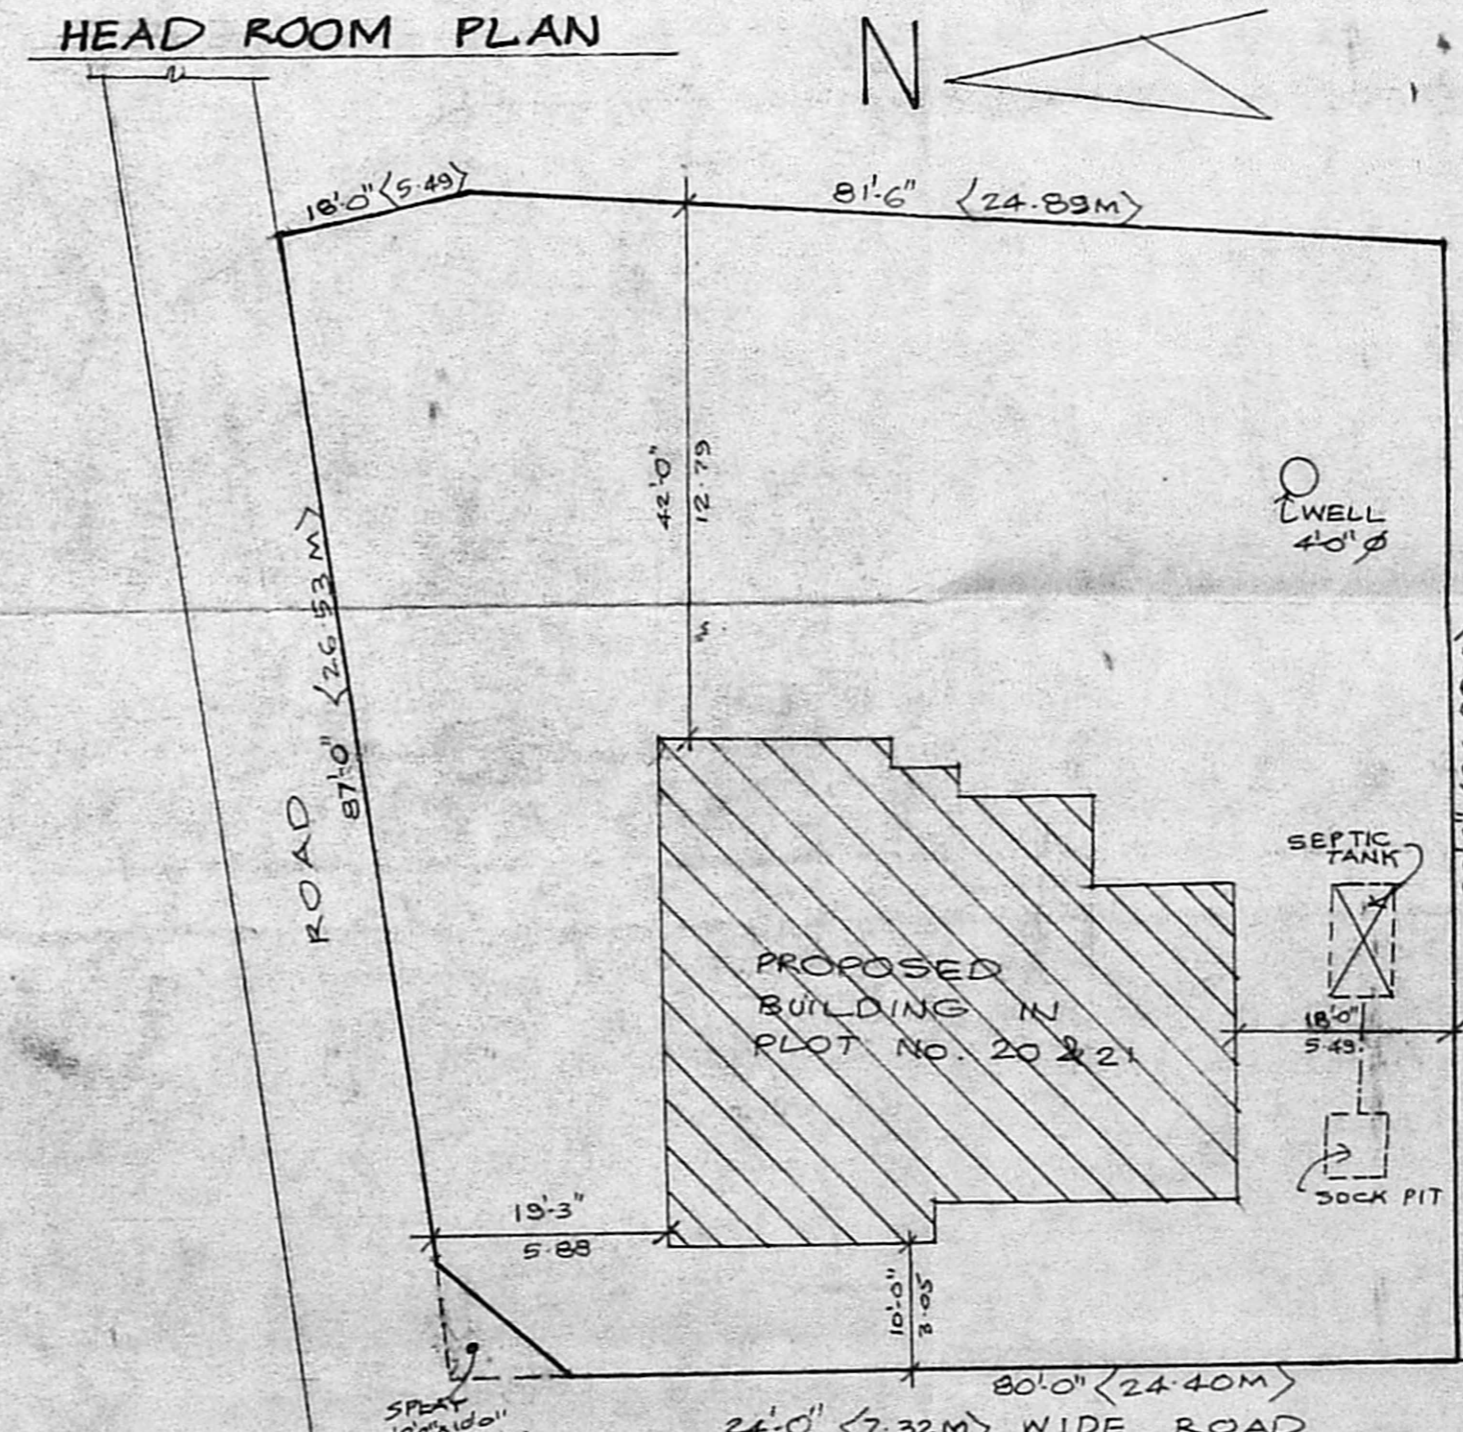 HEAD ROOM PLAN
N
18'-0" <5.49>
81'-6" <24.89M>
42'-0"
12.79
M.
WELL
4'-0" Ø
87'-0" <26.53 M>
ROAD
SEPTIC
TANK
PROPOSED
BUILDING IN
PLOT NO. 20 & 21
18'-0"
5.49.
SOCK PIT
19'-3"
5.88
10'-0"
3.05
80'-0" <24.40M>
SPLAY
24'-0" <7.32M> WIDE ROAD